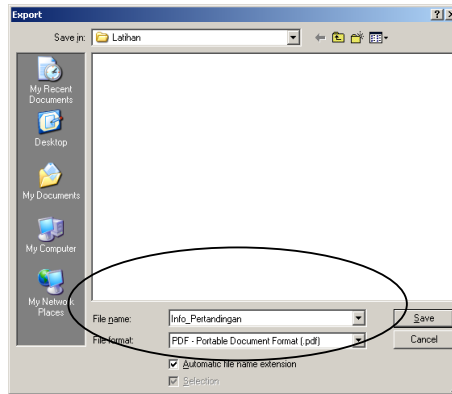 Export
Save in: Latihan
My Recent
Documents
Desktop
My Documents
My Computer
My Network
Places
File name: Info_Pertandingan Save
File format: PDF - Portable Document Format (.pdf) Cancel
Automatic file name extension
Selection